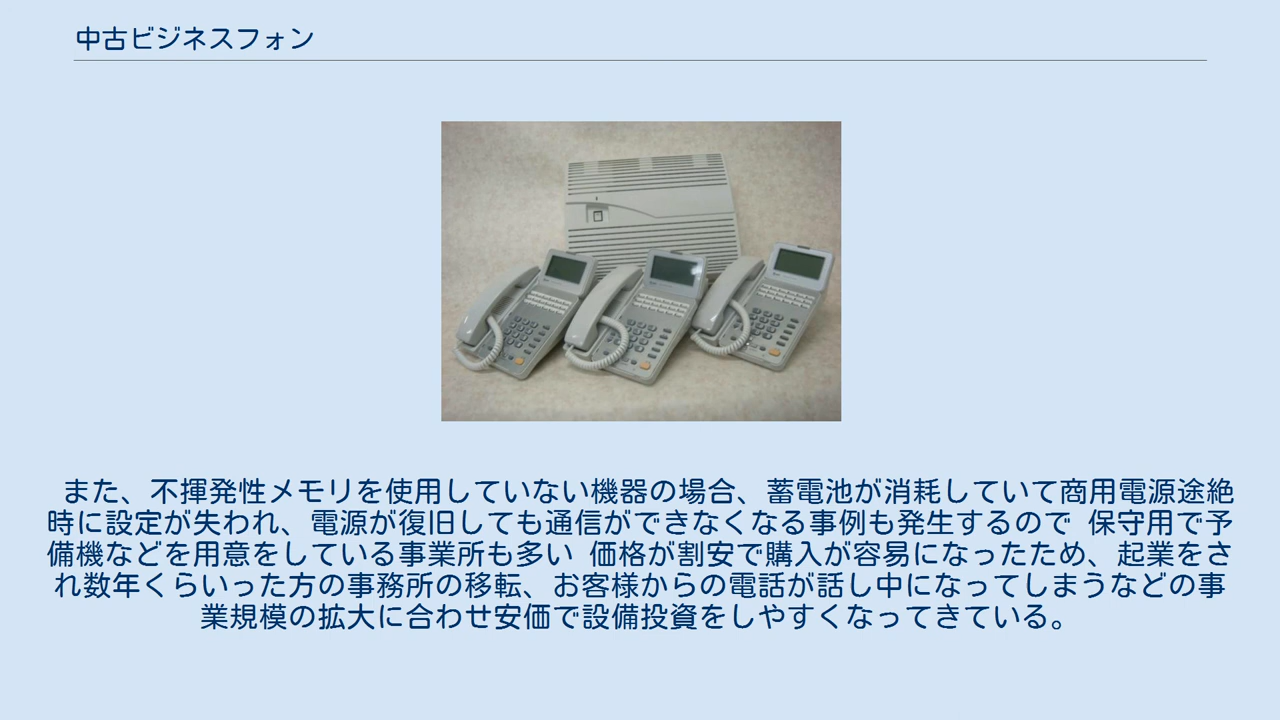 中古ビジネスフォン
また、不揮発性メモリを使用していない機器の場合、蓄電池が消耗していて商用電源途絶
時に設定が失われ、電源が復旧しても通信ができなくなる事例も発生するので 保守用で予
備機などを用意をしている事業所も多い 価格が割安で購入が容易になったため、起業をさ
れ数年くらいった方の事務所の移転、お客様からの電話が話し中になってしまうなどの事
業規模の拡大に合わせ安価で設備投資をしやすくなってきている。